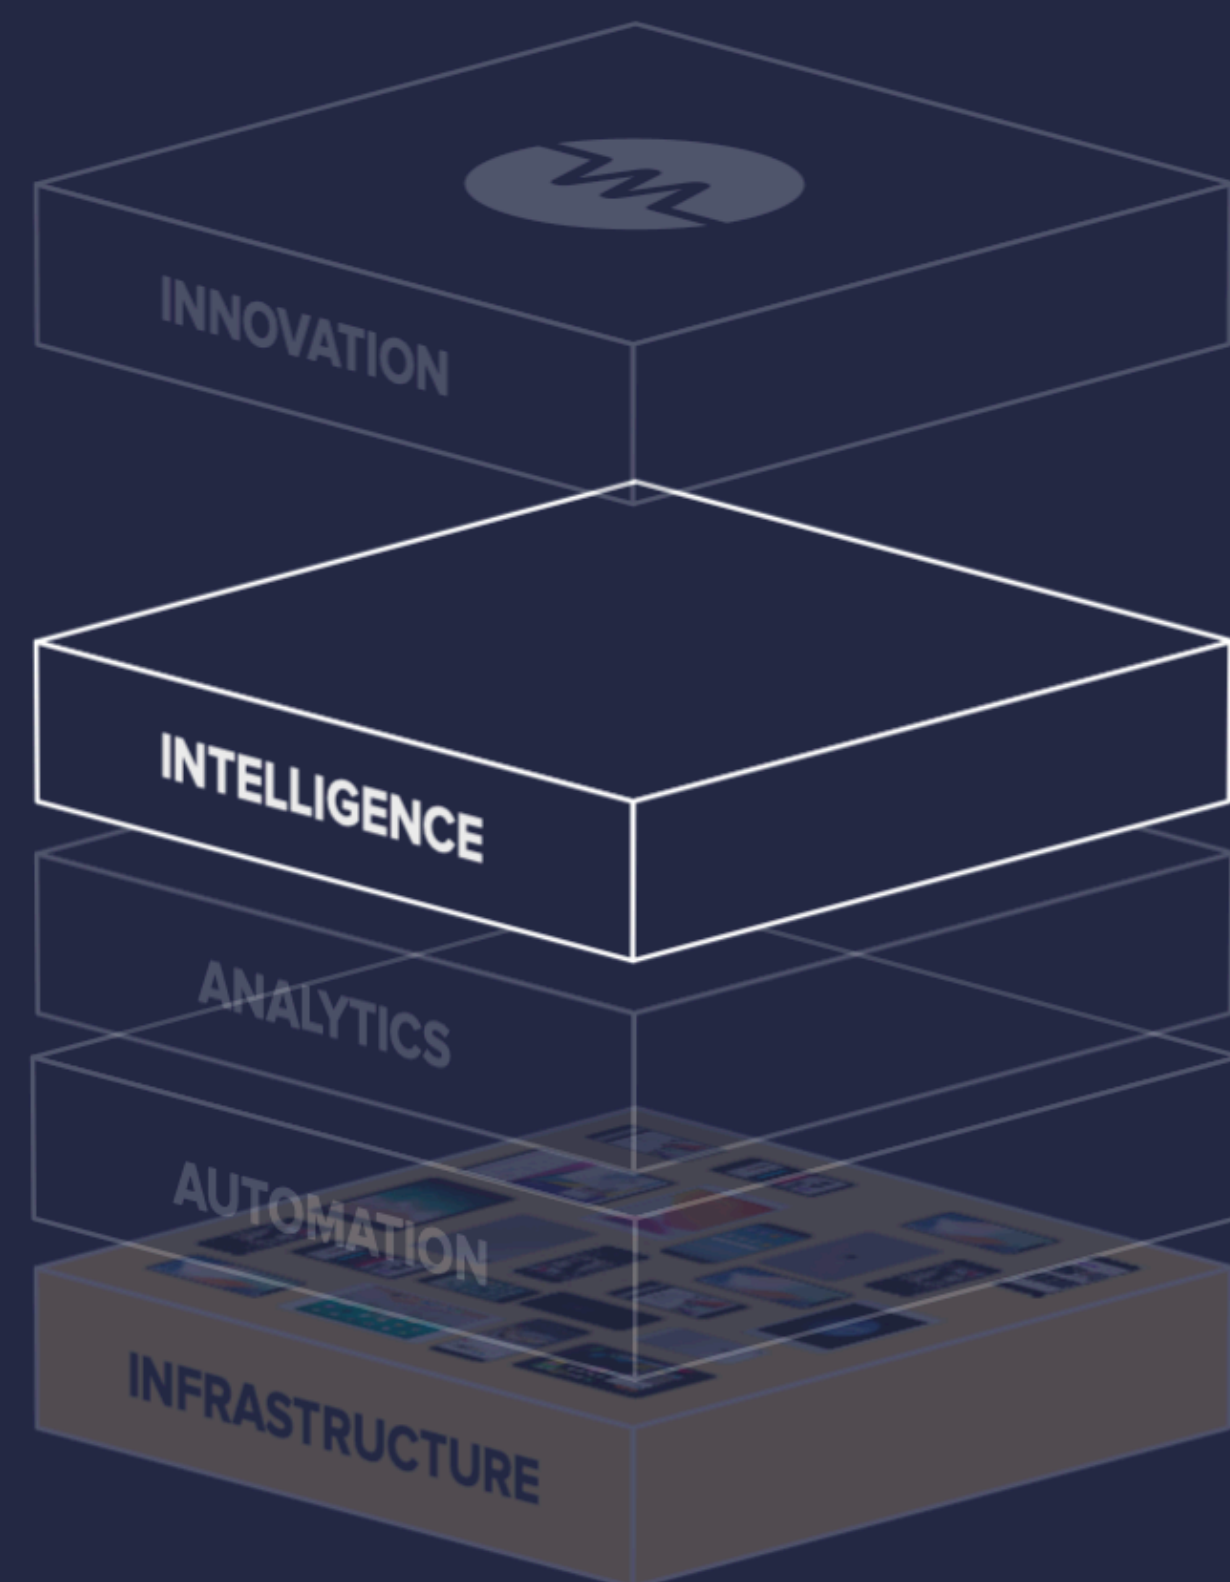 INNOVATION
INTELLIGENCE
ANALYTICS
AUTOMATION
INFRASTRUCTURE